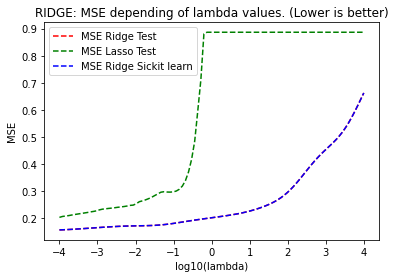 RIDGE: MSE depending of lambda values. (Lower is better)
MSE Ridge Test
MSE Lasso Test
MSE Ridge Sickit learn
MSE
0.9
0.8
0.7
0.6
0.5
0.4
0.3
0.2
−4 −3 −2 −1 0 1 2 3 4
log10(lambda)